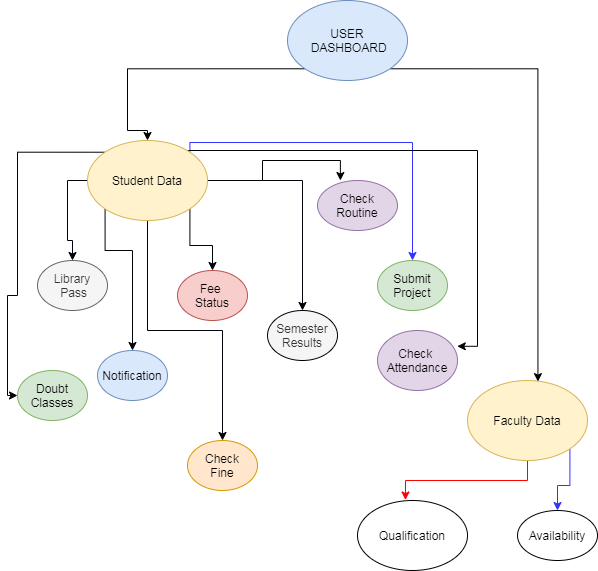 USER
DASHBOARD
Student Data
Check
Routine
Library
Pass
Fee
Status
Submit
Project
Semester
Results
Check
Attendance
Notification
Doubt
Classes
Faculty Data
Check
Fine
Qualification
Availability